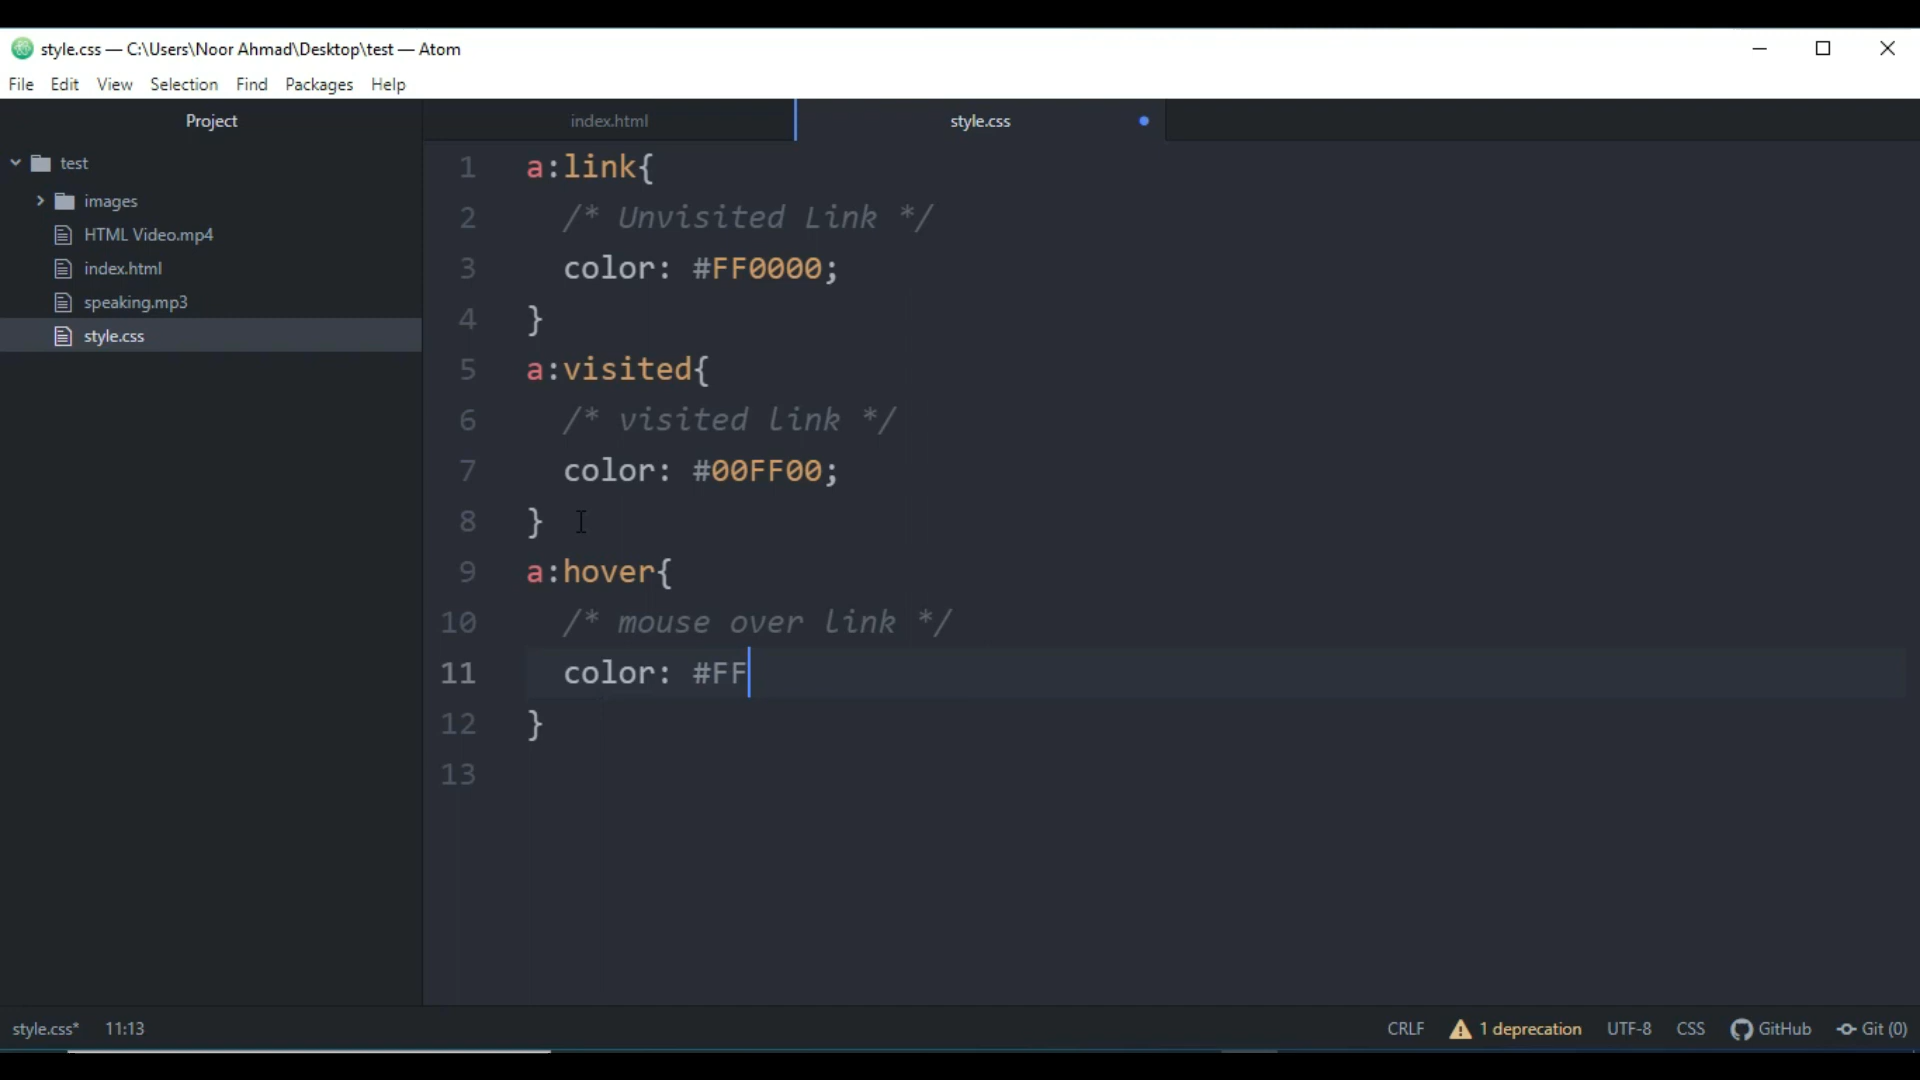 style.css — C:\Users\Noor Ahmad\Desktop\test — Atom
File Edit View Selection Find Packages Help
Project
index.html
style.css
test
images
HTML Video.mp4
index.html
speaking.mp3
style.css
1 a:link{
2 /* Unvisited Link */
3 color: #FF0000;
4 }
5 a:visited{
6 /* visited link */
7 color: #00FF00;
8 }
9 a:hover{
10 /* mouse over link */
11 color: #FF
12 }
13
style.css* 11:13 CRLF 1 deprecation UTF-8 CSS GitHub Git (0)